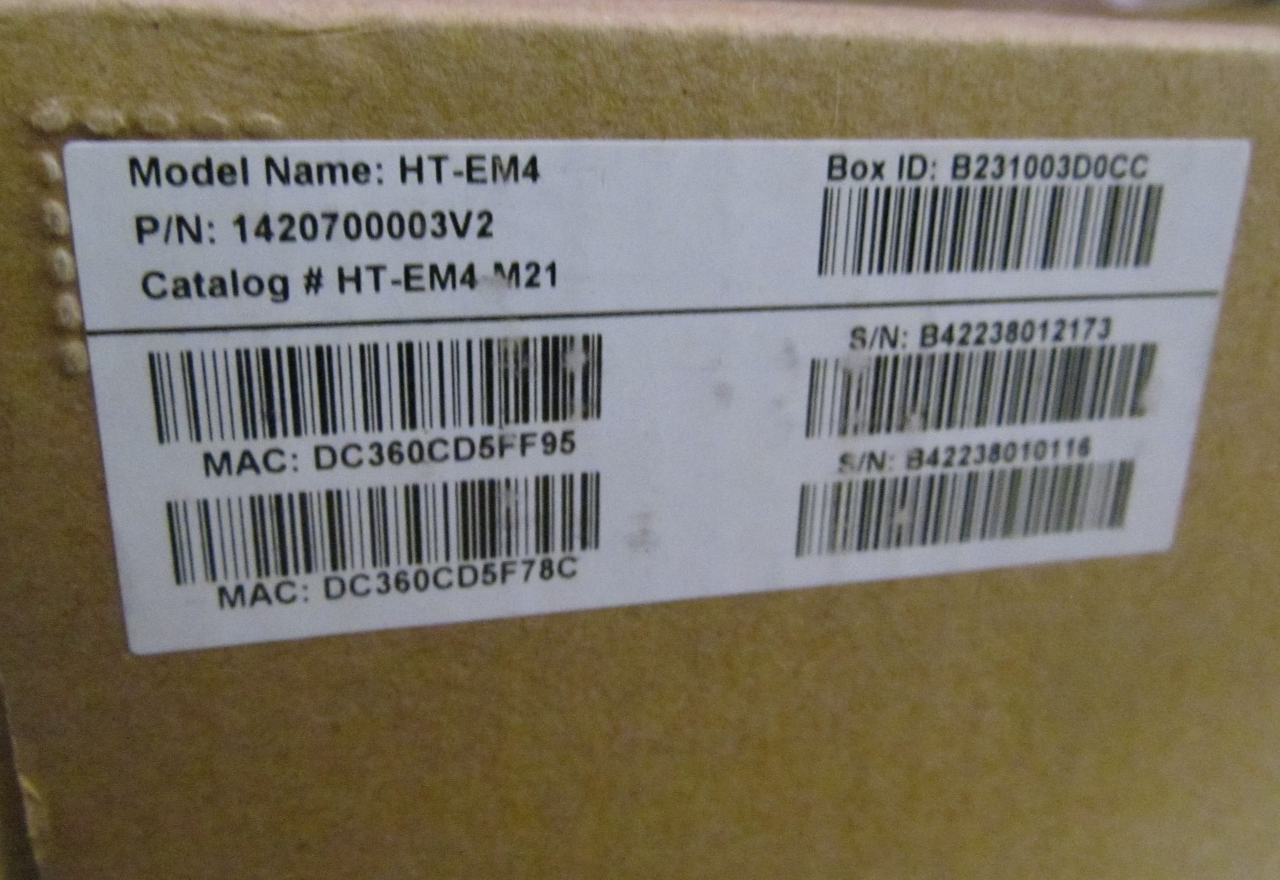 Model Name: HT-EM4
P/N: 1420700003V2
Catalog # HT-EM4-M21
Box ID: B231003D0CC
MAC: DC360CD5FF95
MAC: DC360CD5F78C
S/N: B42238012173
S/N: B42238010116